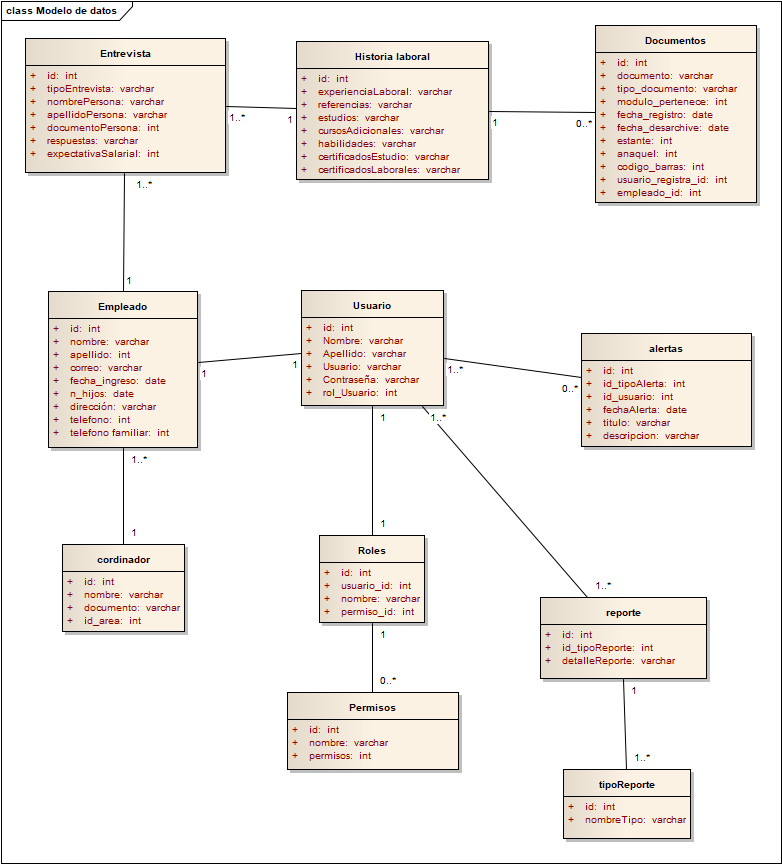 class Modelo de datos
Entrevista
+ id: int
+ tipoEntrevista: varchar
+ nombrePersona: varchar
+ apellidoPersona: varchar
+ documentoPersona: int
+ respuestas: varchar
+ expectativaSalarial: int
1..*
1
Historia laboral
+ id: int
+ experienciaLaboral: varchar
+ referencias: varchar
+ estudios: varchar
+ cursosAdicionales: varchar
+ habilidades: varchar
+ certificadosEstudio: varchar
+ certificadosLaborales: varchar
1
0..*
Documentos
+ id: int
+ documento: varchar
+ tipo_documento: varchar
+ modulo_pertenece: int
+ fecha_registro: date
+ fecha_desarchive: date
+ estante: int
+ anaquel: int
+ codigo_barras: int
+ usuario_registra_id: int
+ empleado_id: int
1..*
1
Empleado
+ id: int
+ nombre: varchar
+ apellido: int
+ correo: varchar
+ fecha_ingreso: date
+ n_hijos: date
+ dirección: varchar
+ telefono: int
+ telefono familiar: int
1
1
Usuario
+ id: int
+ Nombre: varchar
+ Apellido: varchar
+ Usuario: varchar
+ Contraseña: varchar
+ rol_Usuario: int
1..*
0..*
alertas
+ id: int
+ id_tipoAlerta: int
+ id_usuario: int
+ fechaAlerta: date
+ titulo: varchar
+ descripcion: varchar
1..*
1
cordinador
+ id: int
+ nombre: varchar
+ documento: varchar
+ id_area: int
1
1
Roles
+ id: int
+ usuario_id: int
+ nombre: varchar
+ permiso_id: int
1
0..*
Permisos
+ id: int
+ nombre: varchar
+ permisos: int
1..*
1..*
reporte
+ id: int
+ id_tipoReporte: int
+ detalleReporte: varchar
1
1..*
tipoReporte
+ id: int
+ nombreTipo: varchar